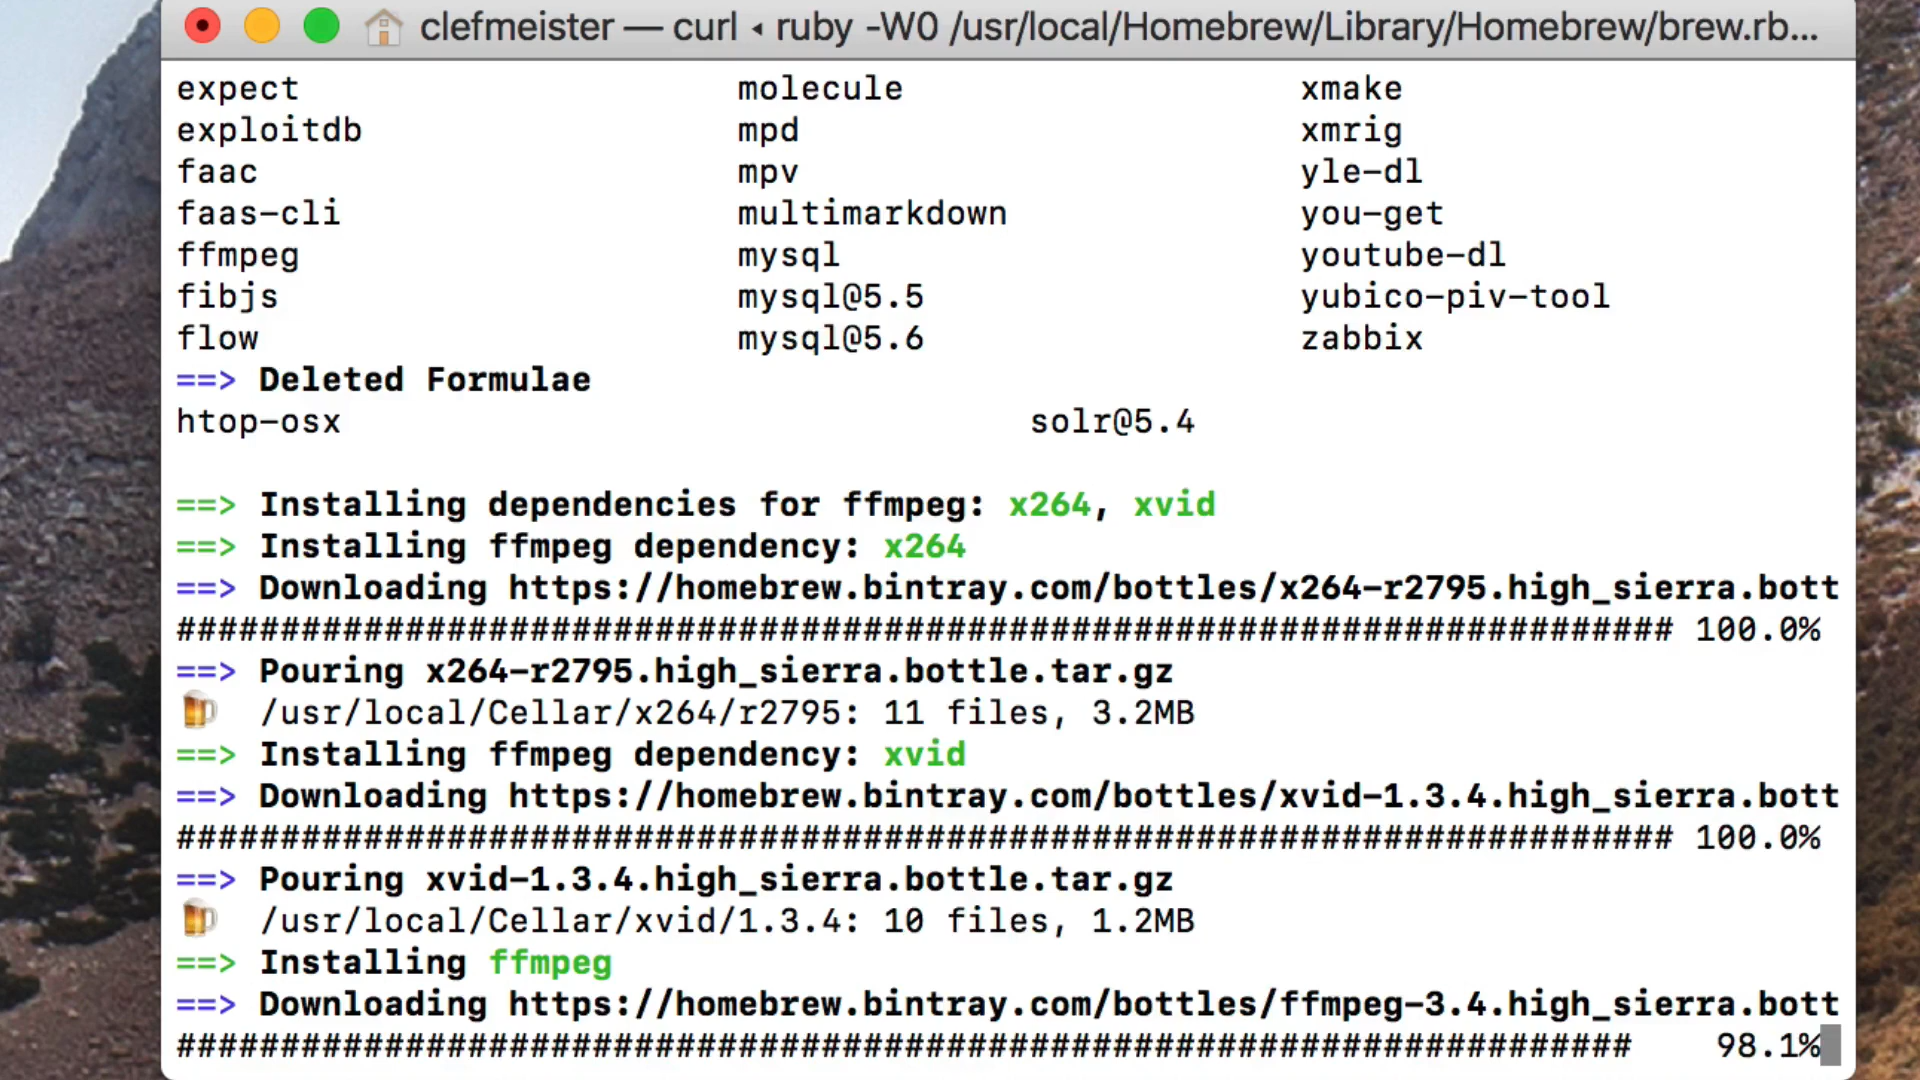 clefmeister — curl ◂ ruby -W0 /usr/local/Homebrew/Library/Homebrew/brew.rb...
expect molecule xmake
exploitdb mpd xmrig
faac mpv yle-dl
faas-cli multimarkdown you-get
ffmpeg mysql youtube-dl
fibjs mysql@5.5 yubico-piv-tool
flow mysql@5.6 zabbix
==> Deleted Formulae
htop-osx solr@5.4
==> Installing dependencies for ffmpeg: x264, xvid
==> Installing ffmpeg dependency: x264
==> Downloading https://homebrew.bintray.com/bottles/x264-r2795.high_sierra.bott
######################################################################## 100.0%
==> Pouring x264-r2795.high_sierra.bottle.tar.gz
🍺 /usr/local/Cellar/x264/r2795: 11 files, 3.2MB
==> Installing ffmpeg dependency: xvid
==> Downloading https://homebrew.bintray.com/bottles/xvid-1.3.4.high_sierra.bott
######################################################################## 100.0%
==> Pouring xvid-1.3.4.high_sierra.bottle.tar.gz
🍺 /usr/local/Cellar/xvid/1.3.4: 10 files, 1.2MB
==> Installing ffmpeg
==> Downloading https://homebrew.bintray.com/bottles/ffmpeg-3.4.high_sierra.bott
###################################################################### 98.1%